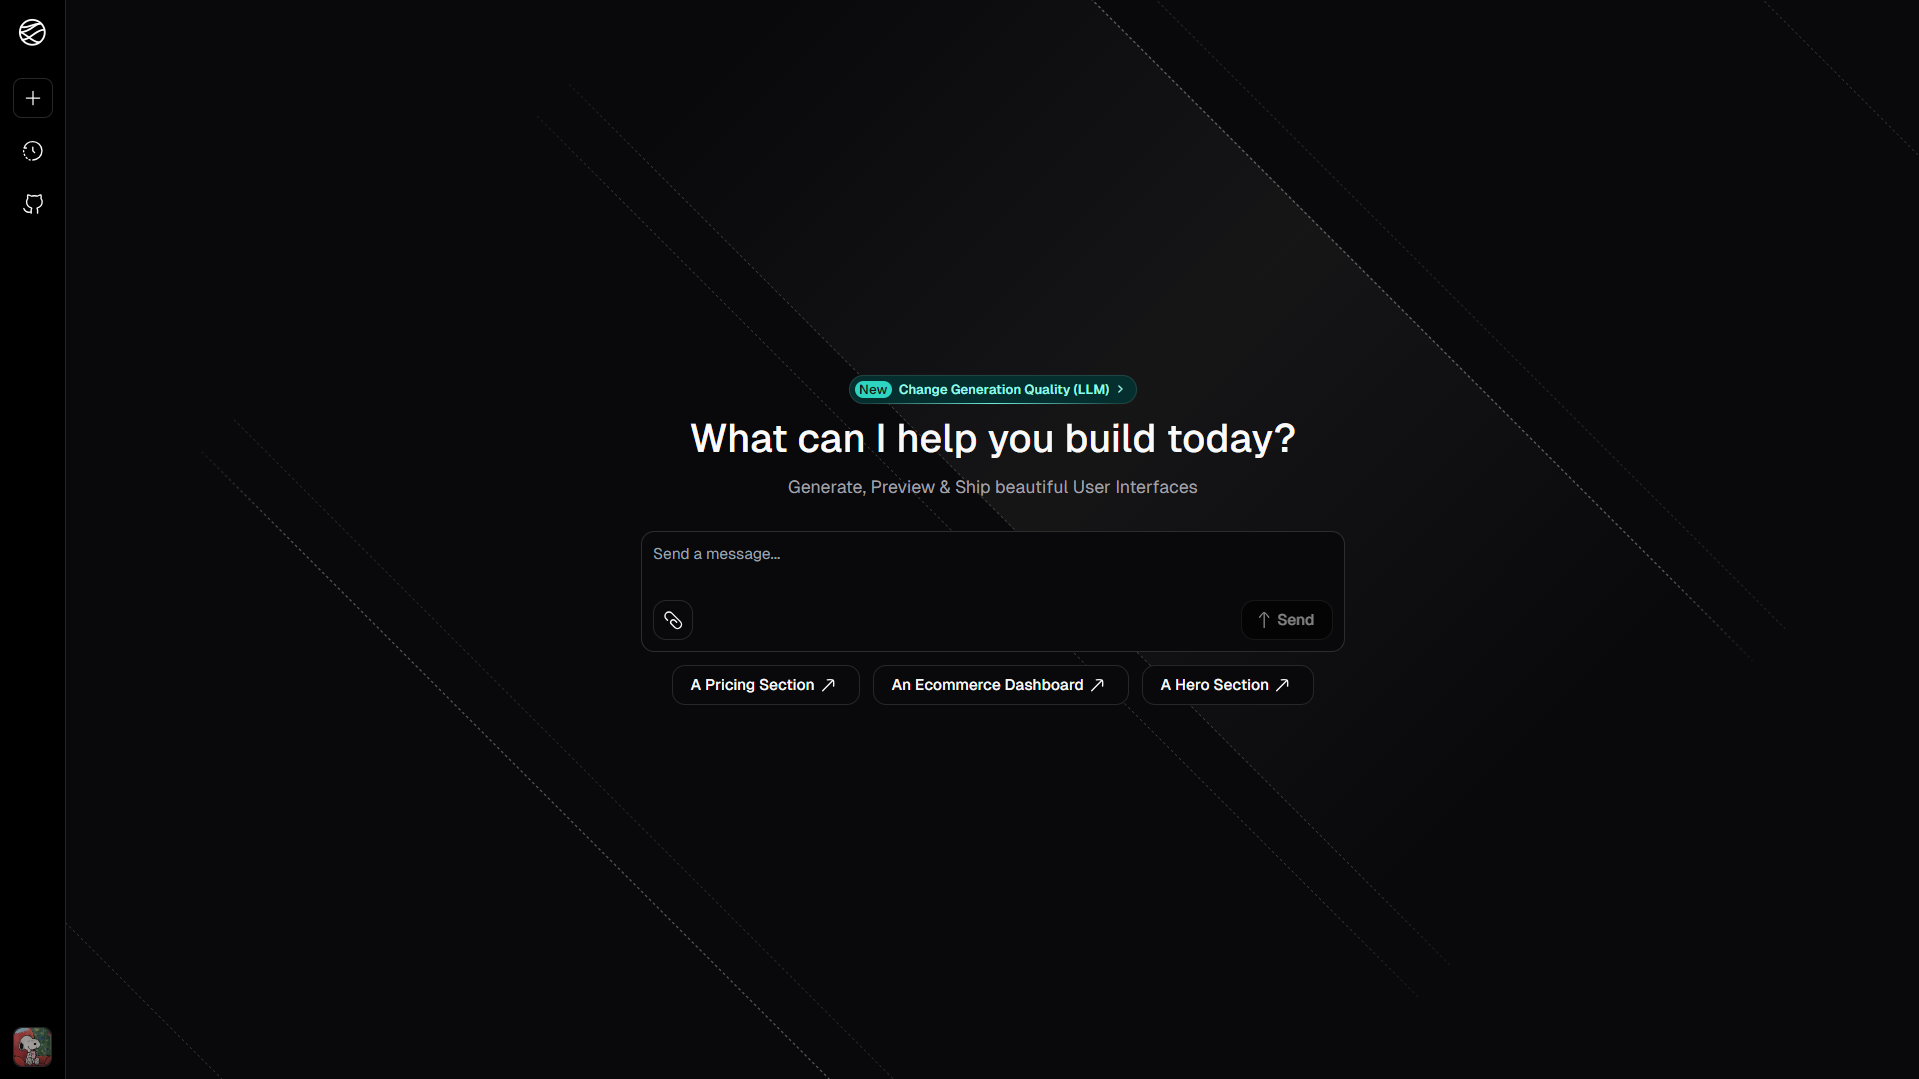 New Change Generation Quality (LLM)
What can I help you build today?
Generate, Preview & Ship beautiful User Interfaces
Send a message...
Send
A Pricing Section
An Ecommerce Dashboard
A Hero Section